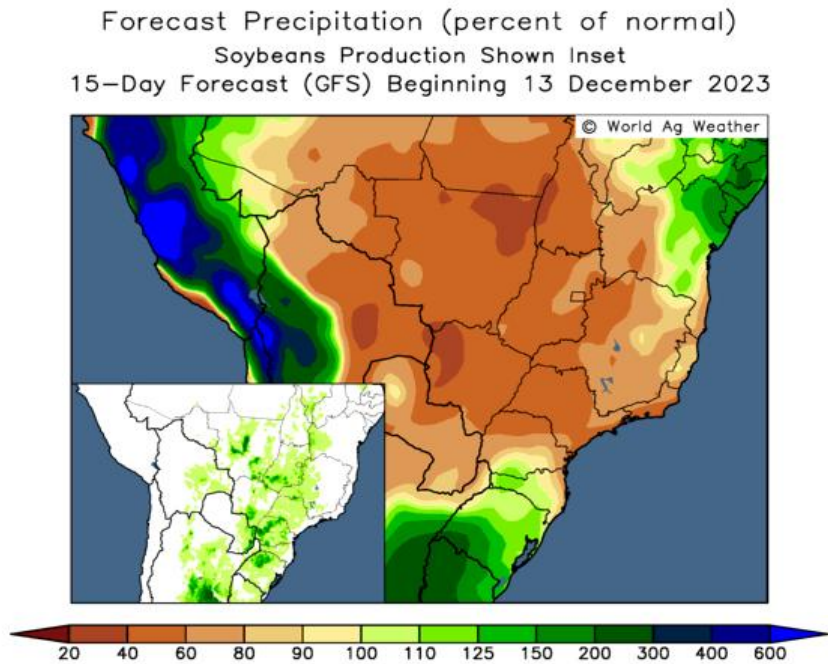 Forecast Precipitation (percent of normal)
Soybeans Production Shown Inset
15-Day Forecast (GFS) Beginning 13 December 2023
© World Ag Weather
20 40 60 80 90 100 110 125 150 200 300 400 600